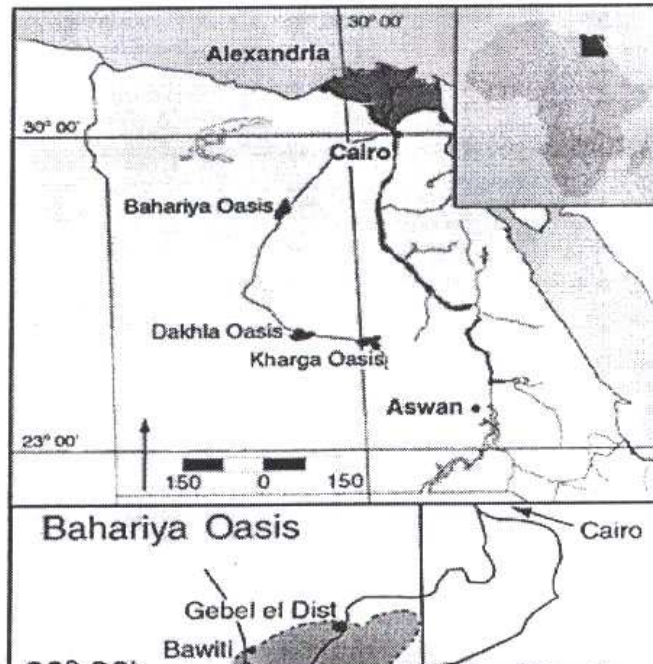 30° 00'
Alexandria
30° 00'
Cairo
Bahariya Oasis
Dakhla Oasis
Kharga Oasis
Aswan
23° 00'
150 0 150
Bahariya Oasis
Cairo
Gebel el Dist
Bawiti